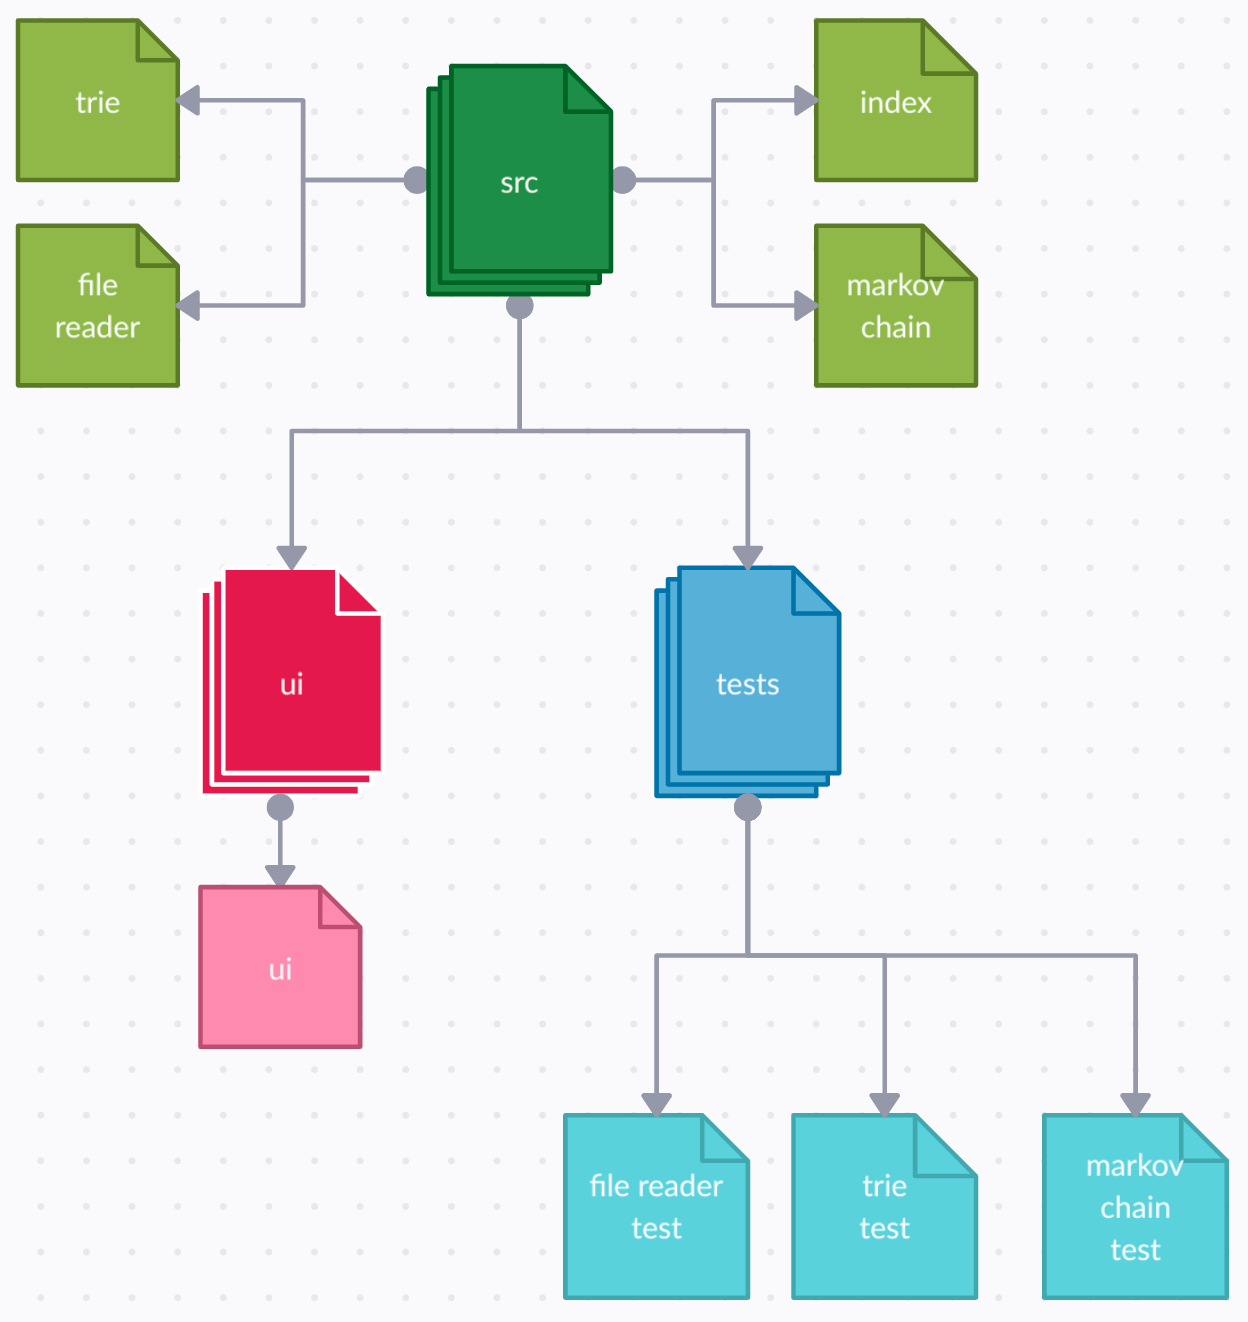 trie
src
index
file
reader
markov
chain
ui
tests
ui
file reader
test
trie
test
markov
chain
test